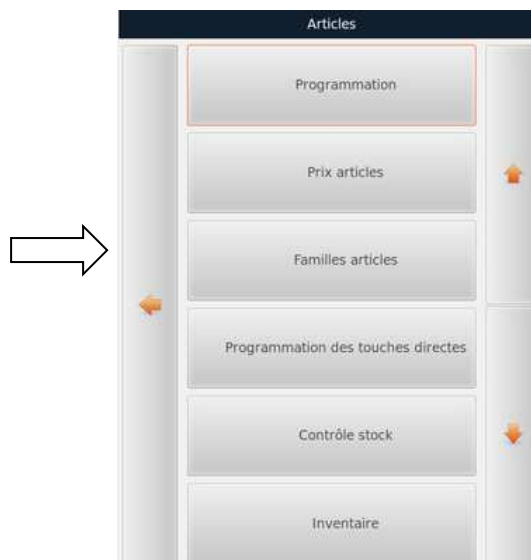 Articles
Programmation
Prix articles
Familles articles
Programmation des touches directes
Contrôle stock
Inventaire